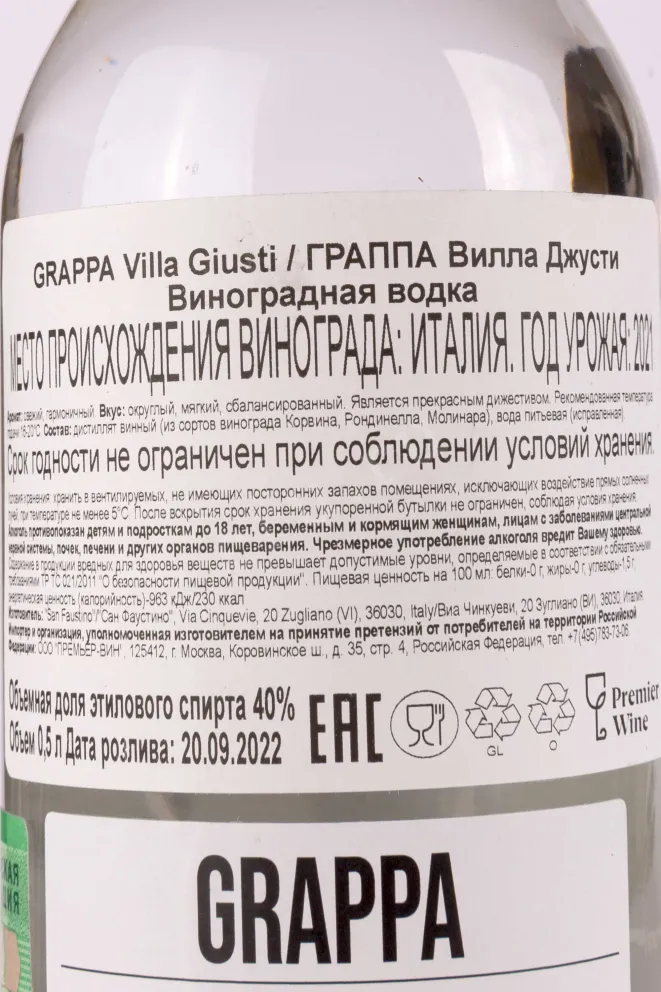 GRAPPA Villa Giusti / ГРАППА Вилла Джусти
Виноградная водка
МЕСТО ПРОИСХОЖДЕНИЯ ВИНОГРАДА: ИТАЛИЯ. ГОД УРОЖАЯ: 2021
Аромат: свежий, гармоничный. Вкус: округлый, мягкий, сбалансированный. Является прекрасным дижестивом. Рекомендованная температура
подачи 18-20°С. Состав: дистиллят винный (из сортов винограда Корвина, Рондинелла, Молинара), вода питьевая (исправленная).
Срок годности не ограничен при соблюдении условий хранения.
Условия хранения: хранить в вентилируемых, не имеющих посторонних запахов помещениях, исключающих воздействие прямых солнечных
лучей, при температуре не менее 5°С. После вскрытия срок хранения укупоренной бутылки не ограничен, соблюдая условия хранения.
Алкоголь противопоказан детям и подросткам до 18 лет, беременным и кормящим женщинам, лицам с заболеваниями центральной
нервной системы, почек, печени и других органов пищеварения. Чрезмерное употребление алкоголя вредит Вашему здоровью.
Содержание в продукции вредных для здоровья веществ не превышает допустимые уровни, определяемые в соответствии с обязательными
требованиями ТР ТС 021/2011 "О безопасности пищевой продукции". Пищевая ценность на 100 мл: белки-0 г, жиры-0 г, углеводы-1,5 г,
энергетическая ценность (калорийность)-963 кДж/230 ккал
Изготовитель: "San Faustino"/"Сан Фаустино", Via Cinquevie, 20 Zugliano (VI), 36030, Italy/Виа Чинкуеви, 20 Зуглиано (ВИ), 36030, Италия
Импортер и организация, уполномоченная изготовителем на принятие претензий от потребителей на территории Российской
Федерации: ООО "ПРЕМЬЕР-ВИН", 125412, г. Москва, Коровинское ш., д. 35, стр. 4, Российская Федерация, тел. +7(495)783-73-06
Объемная доля этилового спирта 40%
Объем 0,5 л Дата розлива: 20.09.2022
EAC
GL
O
Premier
Wine
GRAPPA